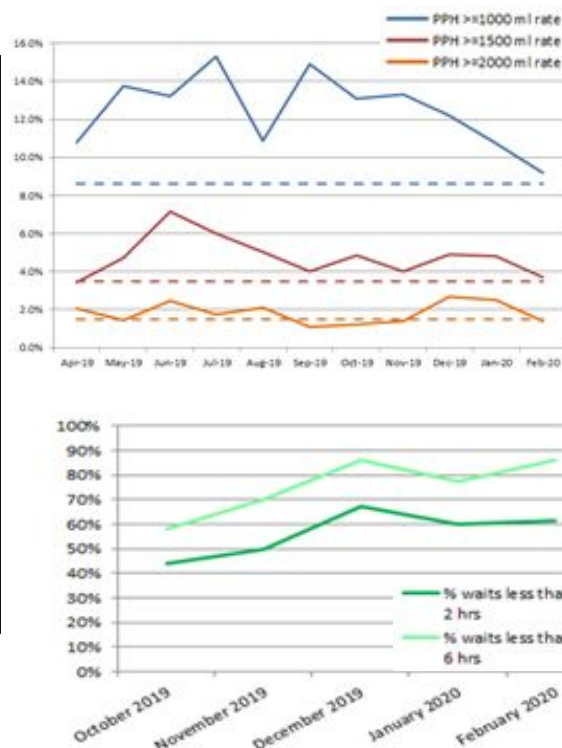 PPH >=1000 ml rate
PPH >=1500 ml rate
PPH >=2000 ml rate
16.0%
14.0%
12.0%
10.0%
8.0%
6.0%
4.0%
2.0%
0.0%
Apr-19 May-19 Jun-19 Jul-19 Aug-19 Sep-19 Oct-19 Nov-19 Dec-19 Jan-20 Feb-20
100%
90%
80%
70%
60%
50%
40%
30%
20%
10%
0%
% waits less tha
2 hrs
% waits less tha
6 hrs
October 2019 November 2019 December 2019 January 2020 February 2020